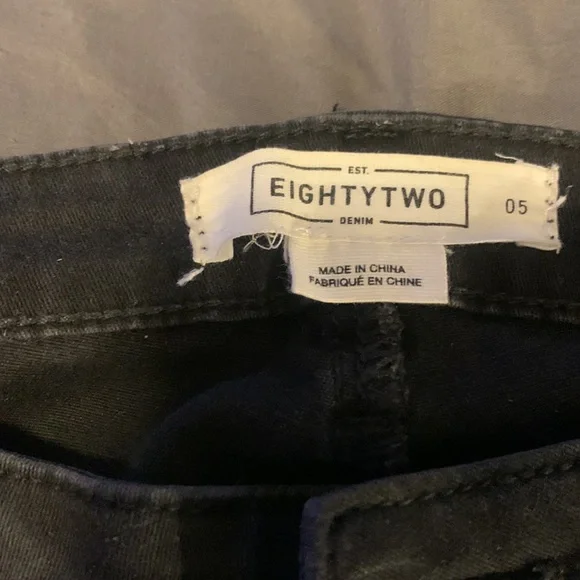 EST.
EIGHTYTWO
DENIM
05
MADE IN CHINA
FABRIQUÉ EN CHINE